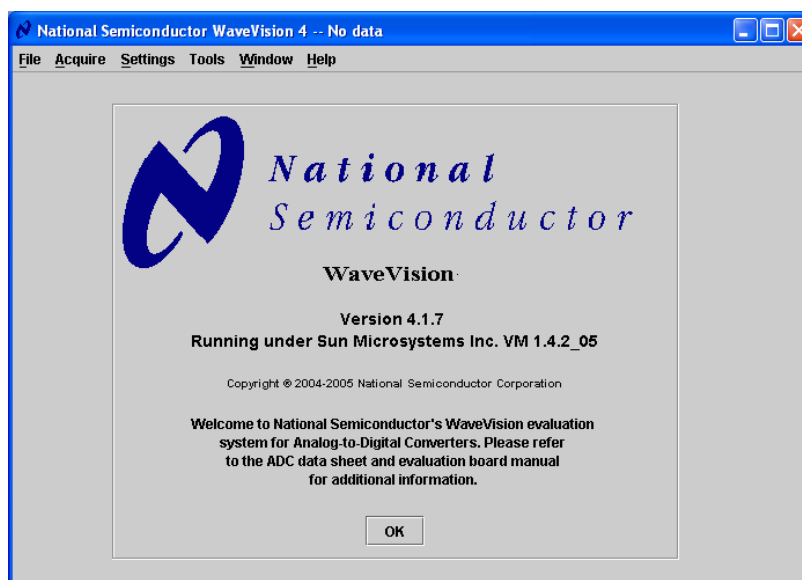 National Semiconductor WaveVision 4 -- No data
File Acquire Settings Tools Window Help
National
Semiconductor
WaveVision
Version 4.1.7
Running under Sun Microsystems Inc. VM 1.4.2_05
Copyright © 2004-2005 National Semiconductor Corporation
Welcome to National Semiconductor's WaveVision evaluation
system for Analog-to-Digital Converters. Please refer
to the ADC data sheet and evaluation board manual
for additional information.
OK